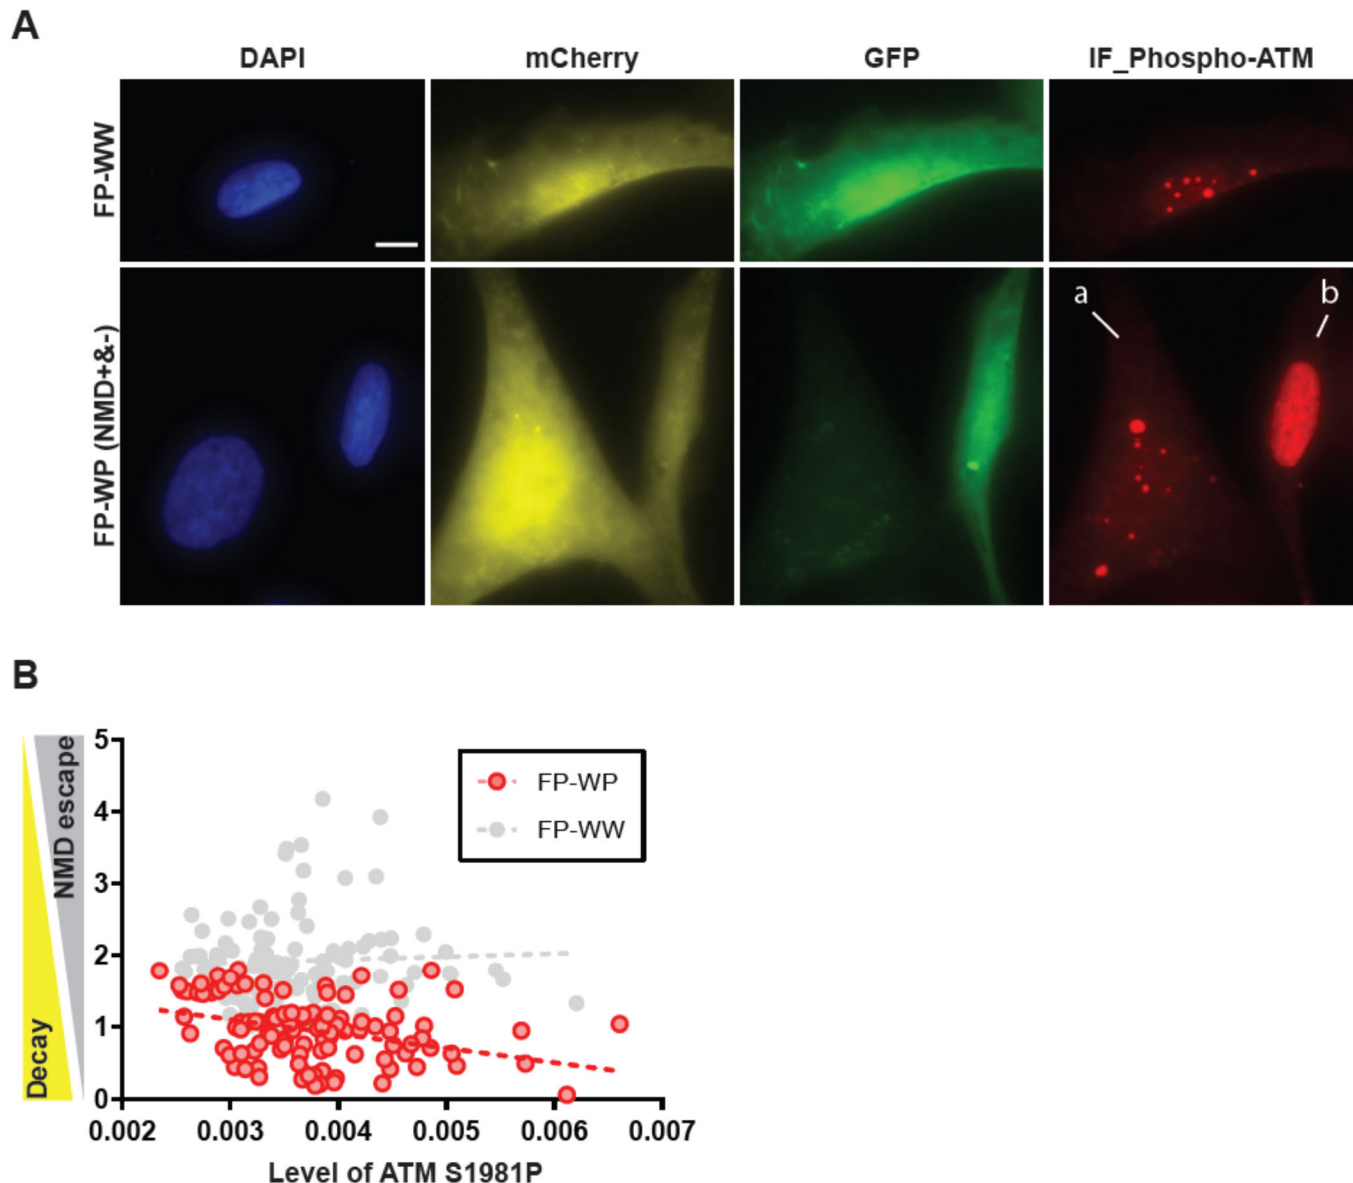 A
DAPI
mCherry
GFP
IF_Phospho-ATM
FP-WW
FP-WP (NMD+&-)
a
b
B
NMD escape
Decay
5
4
3
2
1
0
FP-WP
FP-WW
0.002
0.003
0.004
0.005
0.006
0.007
Level of ATM S1981P